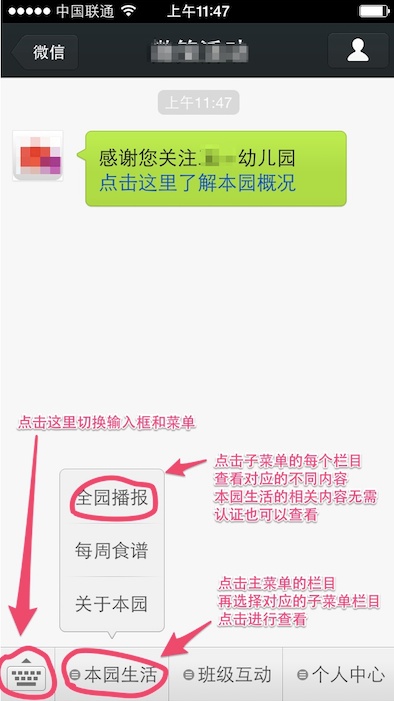 中国联通 上午11:47
微信
上午11:47
感谢您关注 幼儿园
点击这里了解本园概况
点击这里切换输入框和菜单
点击子菜单的每个栏目
查看对应的不同内容
本园生活的相关内容无需
认证也可以查看
全园播报
每周食谱
关于本园
点击主菜单的栏目
再选择对应的子菜单栏目
点击进行查看
本园生活 班级互动 个人中心